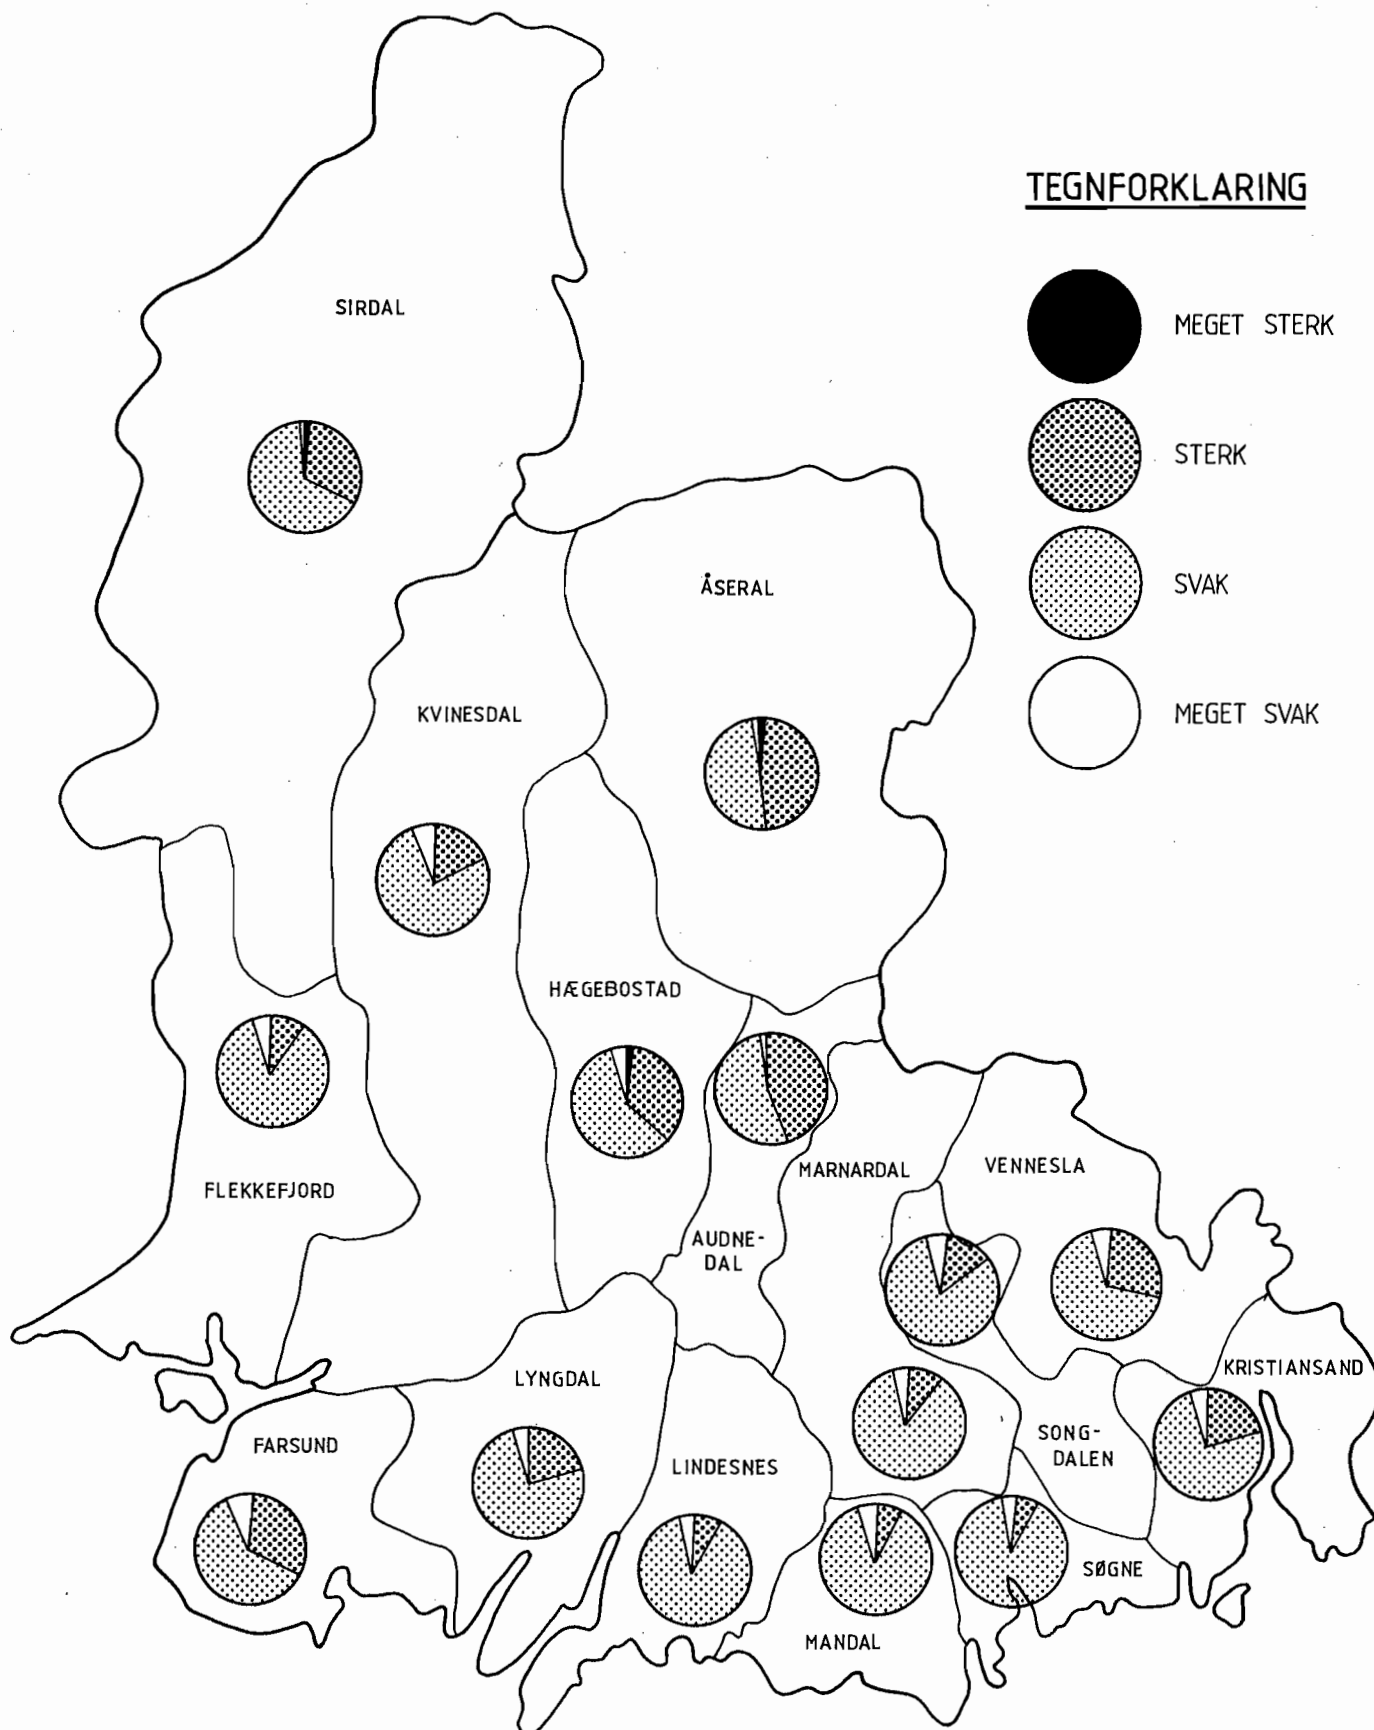 TEGNFORKLARING
MEGET STERK
STERK
SVAK
MEGET SVAK
SIRDAL
ÅSERAL
KVINESDAL
HÆGEBOSTAD
FLEKKEFJORD
MARNARDAL
VENNESLA
AUDNE-
DAL
LYNGDAL
KRISTIANSAND
FARSUND
LINDESNES
SONG-
DALEN
SØGNE
MANDAL